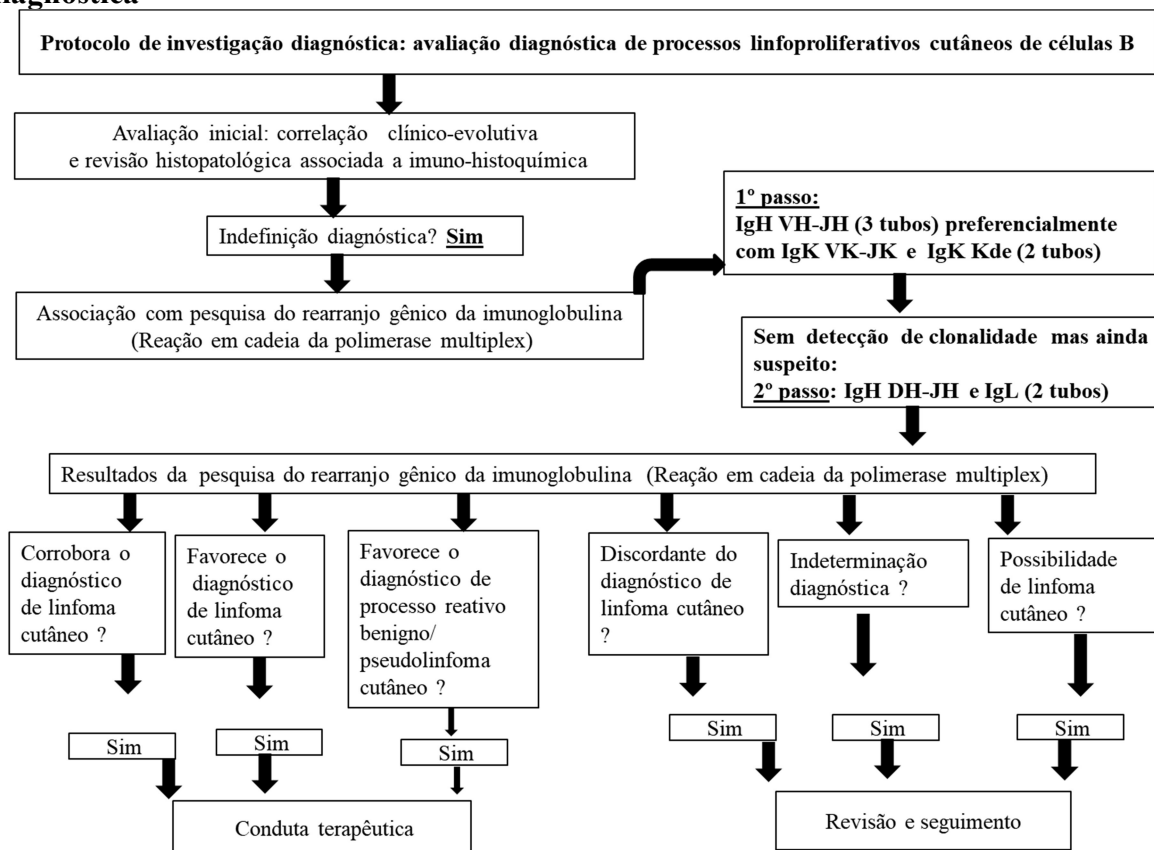 Protocolo de investigação diagnóstica: avaliação diagnóstica de processos linfoproliferativos cutâneos de células B
Avaliação inicial: correlação clínico-evolutiva
e revisão histopatológica associada a imuno-histoquímica
Indefinição diagnóstica? Sim
Associação com pesquisa do rearranjo gênico da imunoglobulina
(Reação em cadeia da polimerase multiplex)
1º passo:
IgH VH-JH (3 tubos) preferencialmente
com IgK VK-JK e IgK Kde (2 tubos)
Sem detecção de clonalidade mas ainda
suspeito:
2º passo: IgH DH-JH e IgL (2 tubos)
Resultados da pesquisa do rearranjo gênico da imunoglobulina (Reação em cadeia da polimerase multiplex)
Corrobora o
diagnóstico
de linfoma
cutâneo ?
Favorece o
diagnóstico
de linfoma
cutâneo ?
Favorece o
diagnóstico de
processo reativo
benigno/
pseudolinfoma
cutâneo ?
Discordante do
diagnóstico de
linfoma cutâneo
?
Indeterminação
diagnóstica ?
Possibilidade
de linfoma
cutâneo ?
Sim
Sim
Sim
Sim
Sim
Sim
Conduta terapêutica
Revisão e seguimento